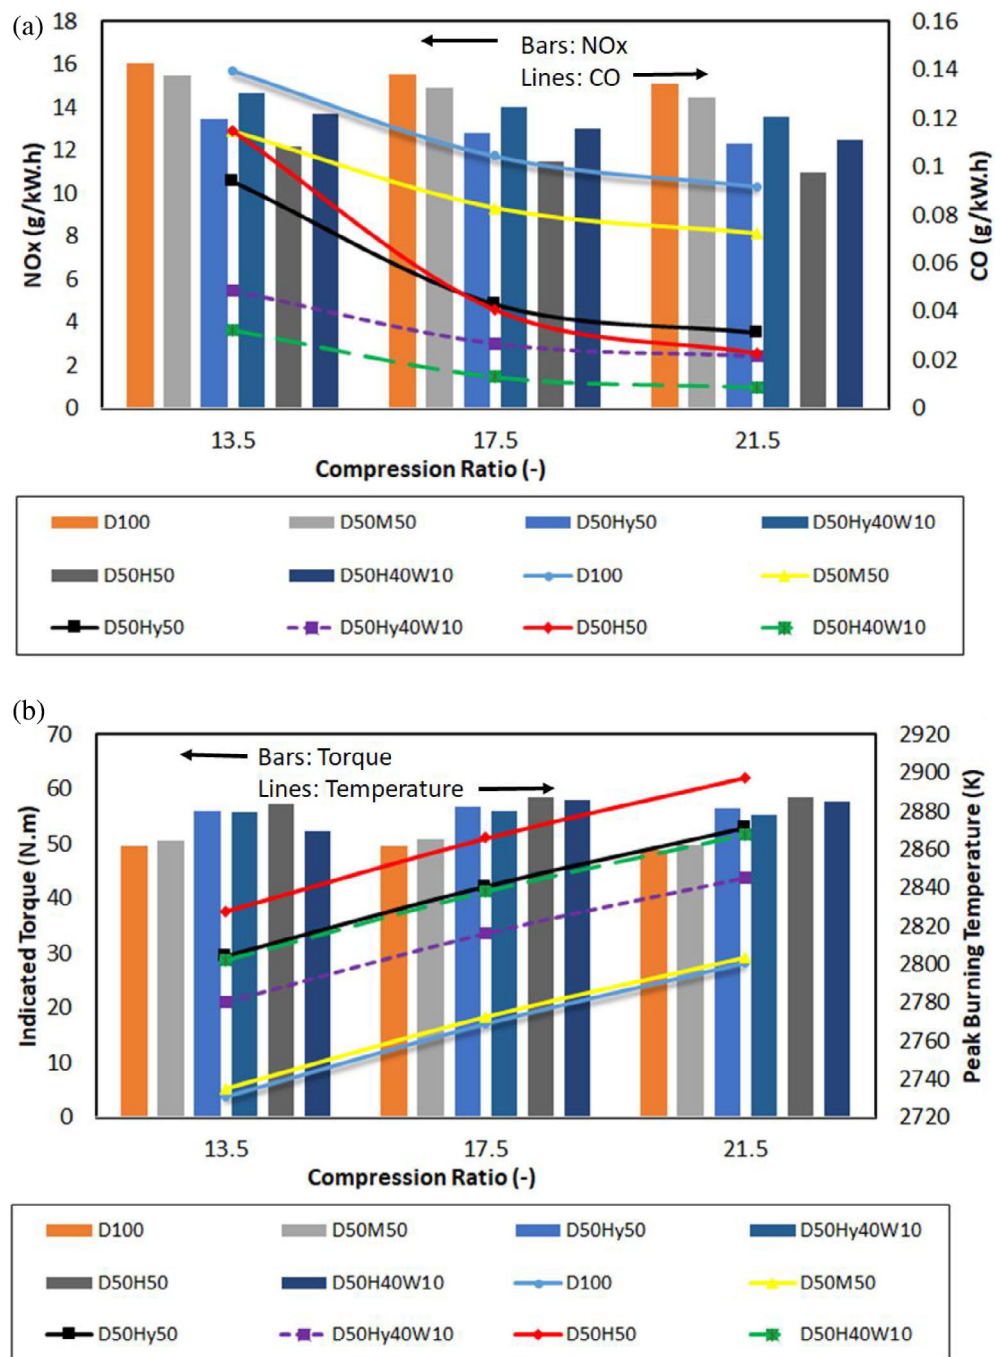 (a)
18
16
14
12
10
8
6
4
2
0
NOx (g/kW.h)
Bars: NOx
Lines: CO
0.16
0.14
0.12
0.1
0.08
0.06
0.04
0.02
0
CO (g/kW.h)
13.5 17.5 21.5
Compression Ratio (-)
D100 D50M50 D50Hy50 D50Hy40W10
D50H50 D50H40W10 D100 D50M50
D50Hy50 D50Hy40W10 D50H50 D50H40W10
(b)
70
60
50
40
30
20
10
0
Indicated Torque (N.m)
Bars: Torque
Lines: Temperature
2920
2900
2880
2860
2840
2820
2800
2780
2760
2740
2720
Peak Burning Temperature (K)
13.5 17.5 21.5
Compression Ratio (-)
D100 D50M50 D50Hy50 D50Hy40W10
D50H50 D50H40W10 D100 D50M50
D50Hy50 D50Hy40W10 D50H50 D50H40W10